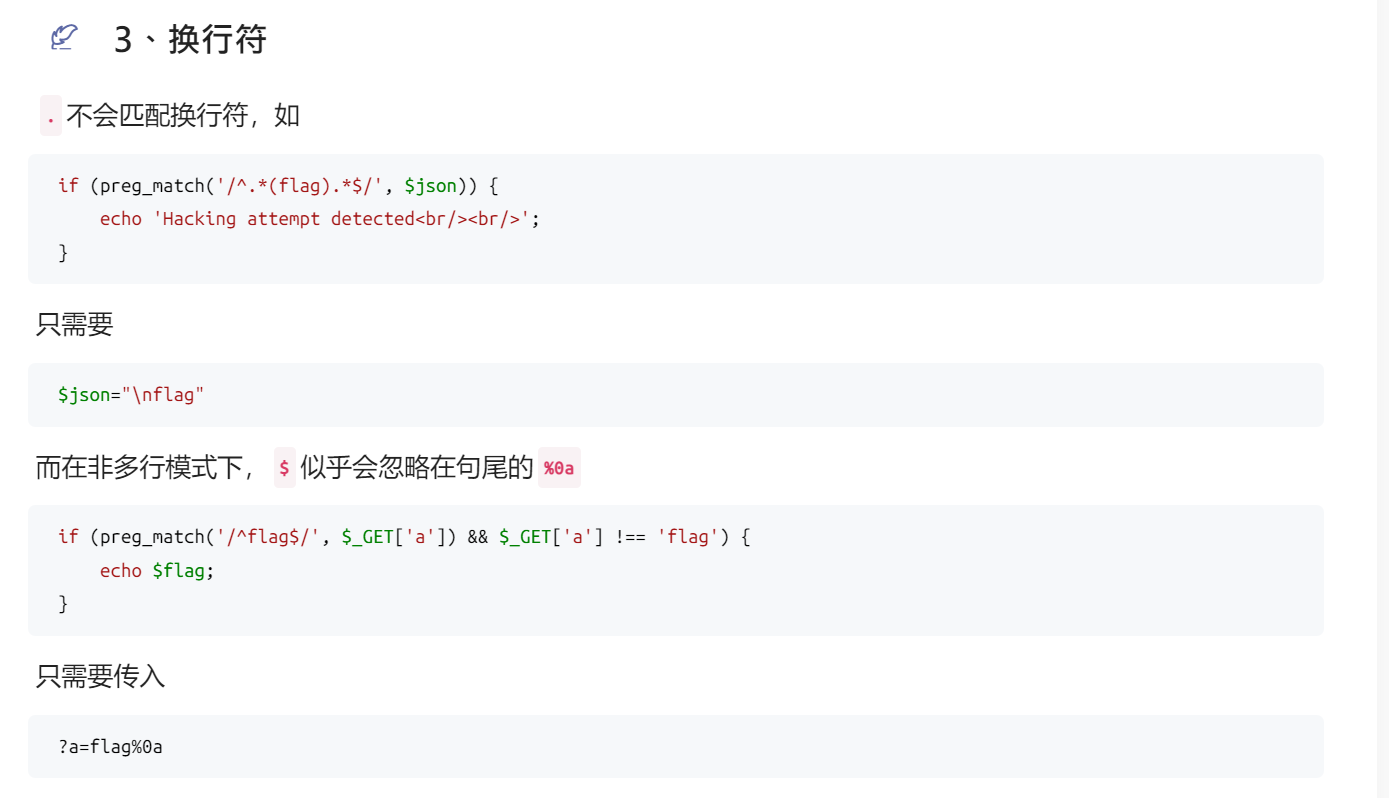 3、换行符
. 不会匹配换行符，如
if (preg_match('/^.*(flag).*$/', $json)) {
    echo 'Hacking attempt detected<br/><br/>';
}
只需要
$json="\nflag"
而在非多行模式下， $ 似乎会忽略在句尾的 %0a
if (preg_match('/^flag$/', $_GET['a']) && $_GET['a'] !== 'flag') {
    echo $flag;
}
只需要传入
?a=flag%0a